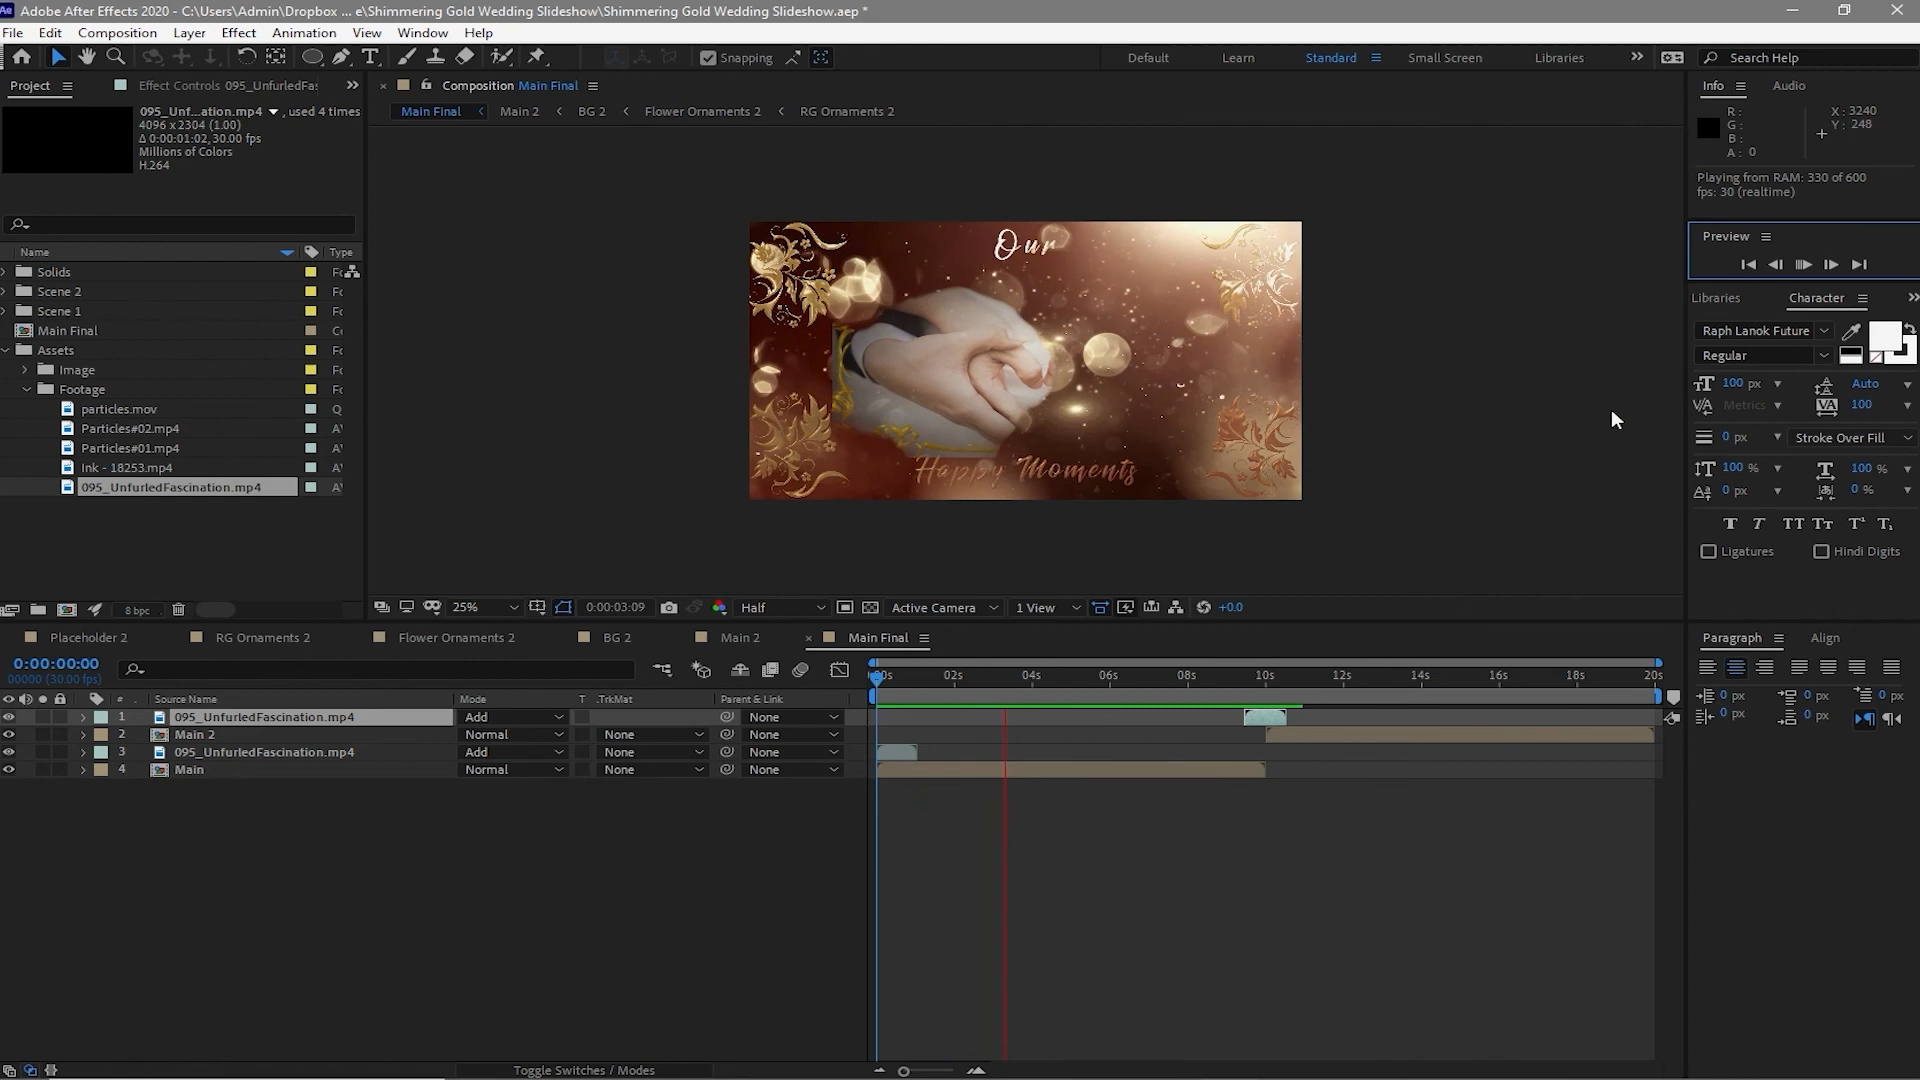 Adobe After Effects 2020 - C:\Users\Admin\Dropbox ... e\Shimmering Gold Wedding Slideshow\Shimmering Gold Wedding Slideshow.aep *
File Edit Composition Layer Effect Animation View Window Help
Snapping
Default Learn Standard Small Screen Libraries
Search Help
Project
Effect Controls 095_UnfurledFas
095_Unf...ation.mp4 , used 4 times
4096 x 2304 (1.00)
Δ 0:00:01:02, 30.00 fps
Millions of Colors
H.264
Name Type
Solids
Scene 2
Scene 1
Main Final
Assets
Image
Footage
particles.mov
Particles#02.mp4
Particles#01.mp4
Ink - 18253.mp4
095_UnfurledFascination.mp4
8 bpc
Composition Main Final
Main Final Main 2 BG 2 Flower Ornaments 2 RG Ornaments 2
Our
Happy Moments
25% 0:00:03:09 Half Active Camera 1 View +0.0
Info Audio
R:
G:
B:
A: 0
X: 3240
Y: 248
Playing from RAM: 330 of 600
fps: 30 (realtime)
Preview
Libraries Character
Raph Lanok Future
Regular
100 px Auto
Metrics 100
0 px Stroke Over Fill
100 % 100 %
0 px 0 %
Ligatures Hindi Digits
Placeholder 2 RG Ornaments 2 Flower Ornaments 2 BG 2 Main 2 Main Final
0:00:00:00
00000 (30.00 fps)
# Source Name Mode T .TrkMat Parent & Link
1 095_UnfurledFascination.mp4 Add None
2 Main 2 Normal None None
3 095_UnfurledFascination.mp4 Add None None
4 Main Normal None None
02s 04s 06s 08s 10s 12s 14s 16s 18s 20s
Toggle Switches / Modes
Paragraph Align
0 px 0 px 0 px
0 px 0 px